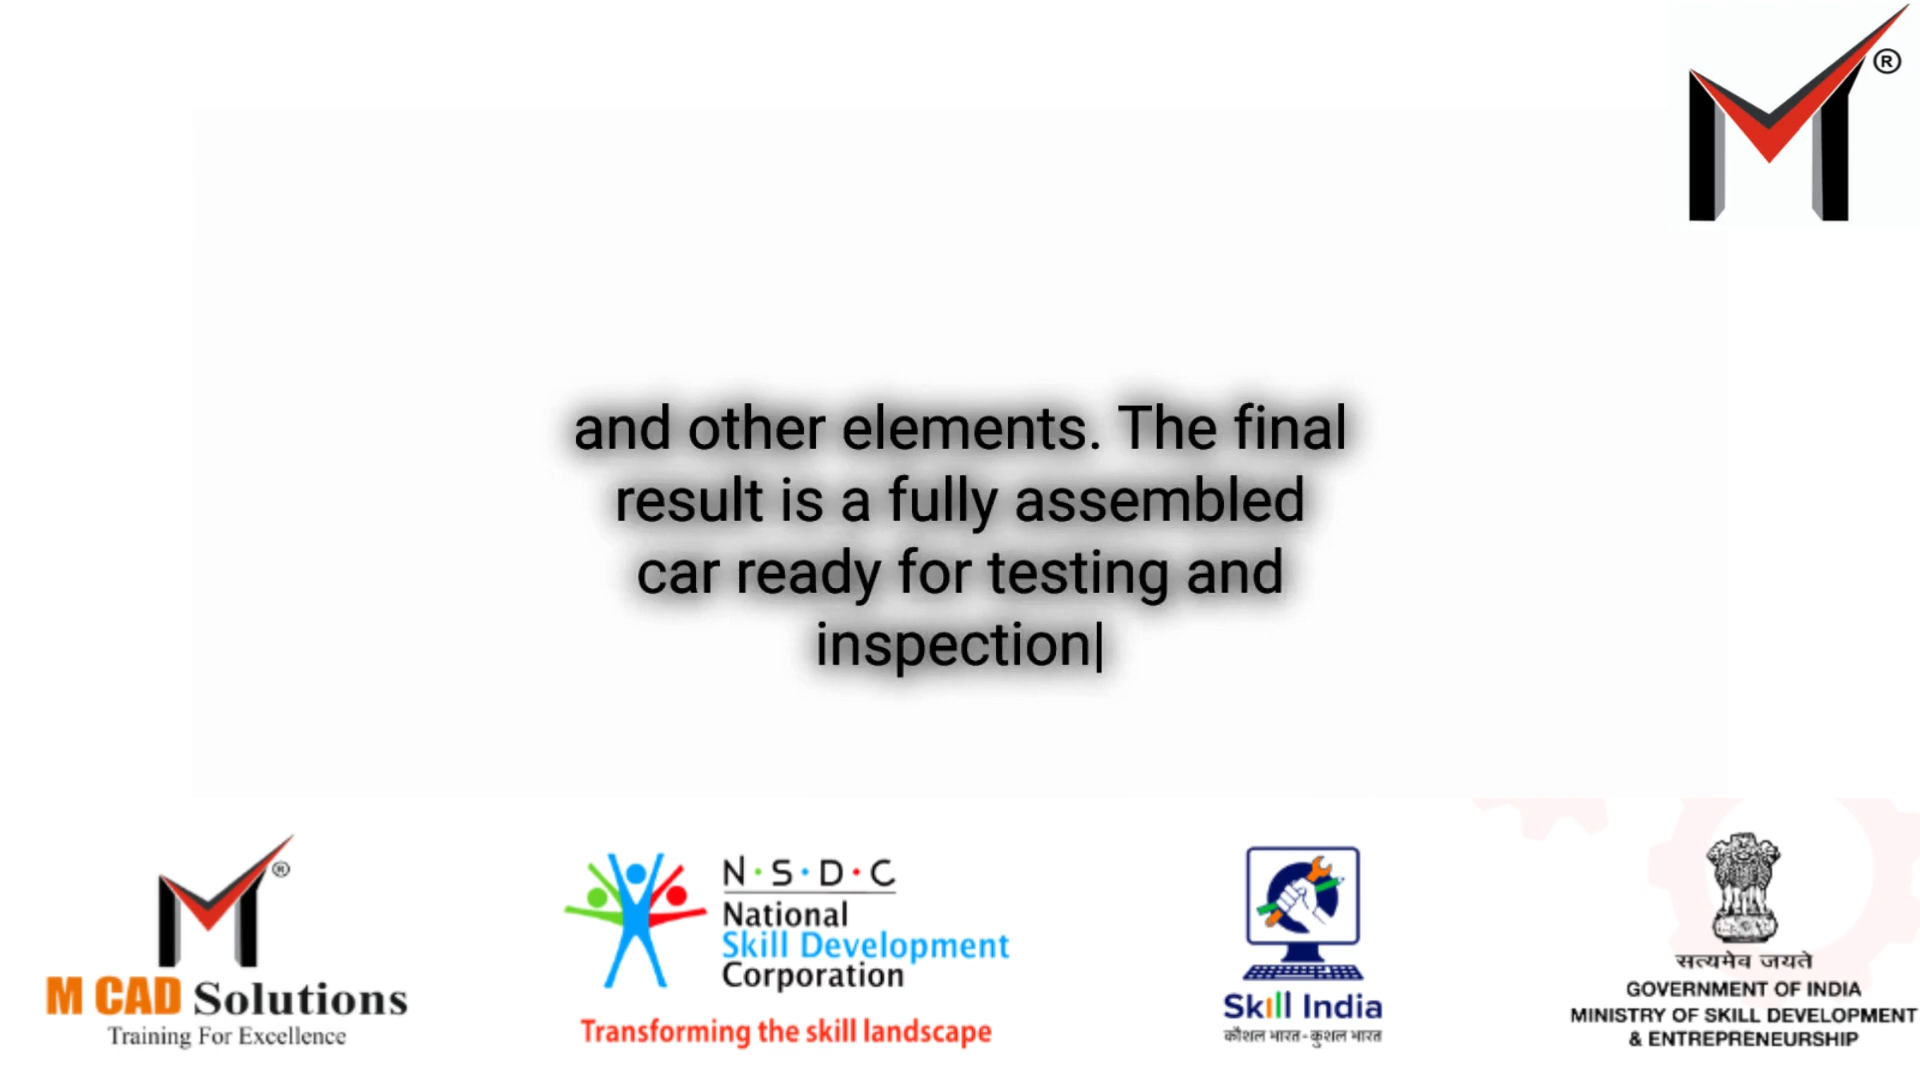 ®
and other elements. The final
result is a fully assembled
car ready for testing and
inspection|
®
M CAD Solutions
Training For Excellence
N·S·D·C
National
Skill Development
Corporation
Transforming the skill landscape
Skill India
कौशल भारत-कुशल भारत
सत्यमेव जयते
GOVERNMENT OF INDIA
MINISTRY OF SKILL DEVELOPMENT
& ENTREPRENEURSHIP